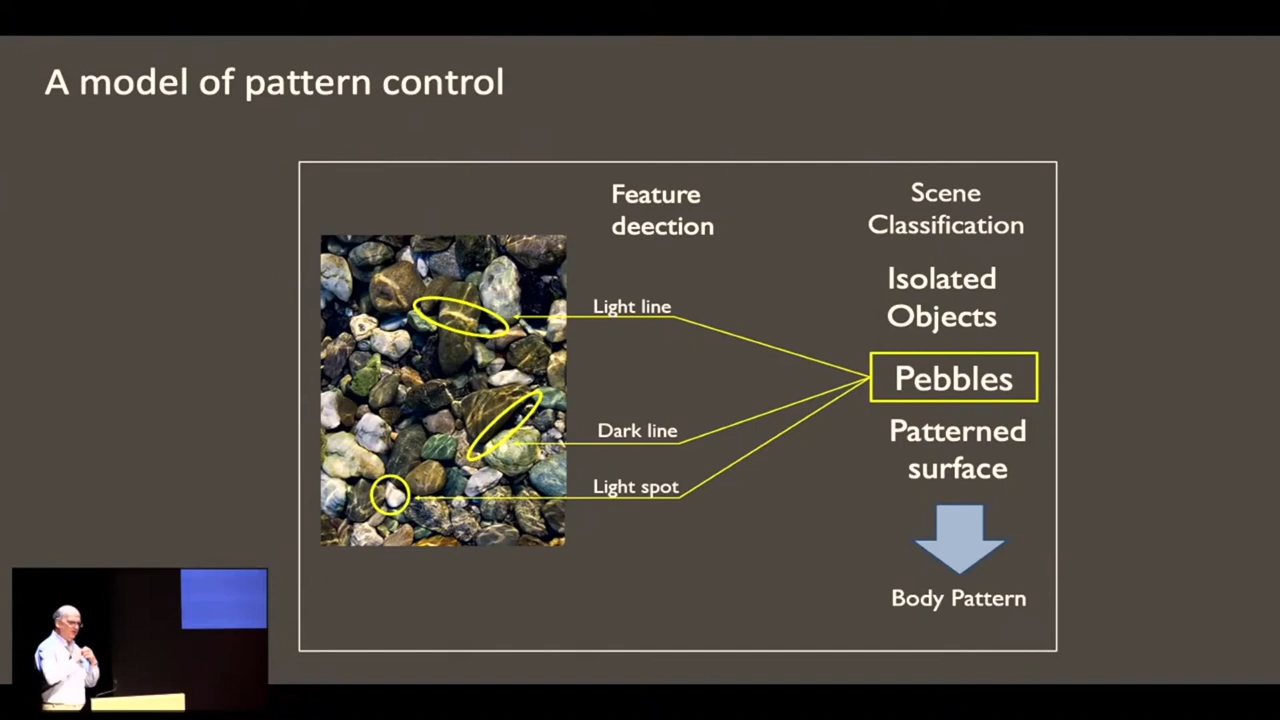 A model of pattern control
Feature
deection
Scene
Classification
Isolated
Objects
Light line
Pebbles
Dark line
Patterned
surface
Light spot
Body Pattern